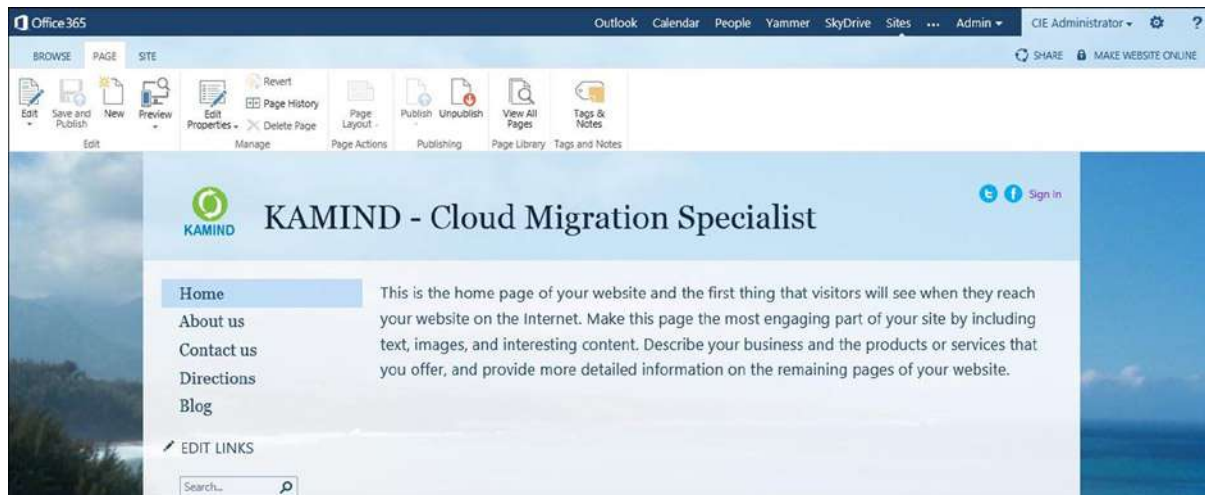 Office 365 Outlook Calendar People Yammer SkyDrive Sites ... Admin CIE Administrator ?
BROWSE PAGE SITE SHARE MAKE WEBSITE ONLINE
Revert
Page History
Delete Page
Edit Save and Publish New Preview Edit Properties Page Layout Publish Unpublish View All Pages Tags & Notes
Edit Manage Page Actions Publishing Page Library Tags and Notes
Sign In
KAMIND KAMIND - Cloud Migration Specialist
Home
About us
Contact us
Directions
Blog
EDIT LINKS
Search...
This is the home page of your website and the first thing that visitors will see when they reach
your website on the Internet. Make this page the most engaging part of your site by including
text, images, and interesting content. Describe your business and the products or services that
you offer, and provide more detailed information on the remaining pages of your website.